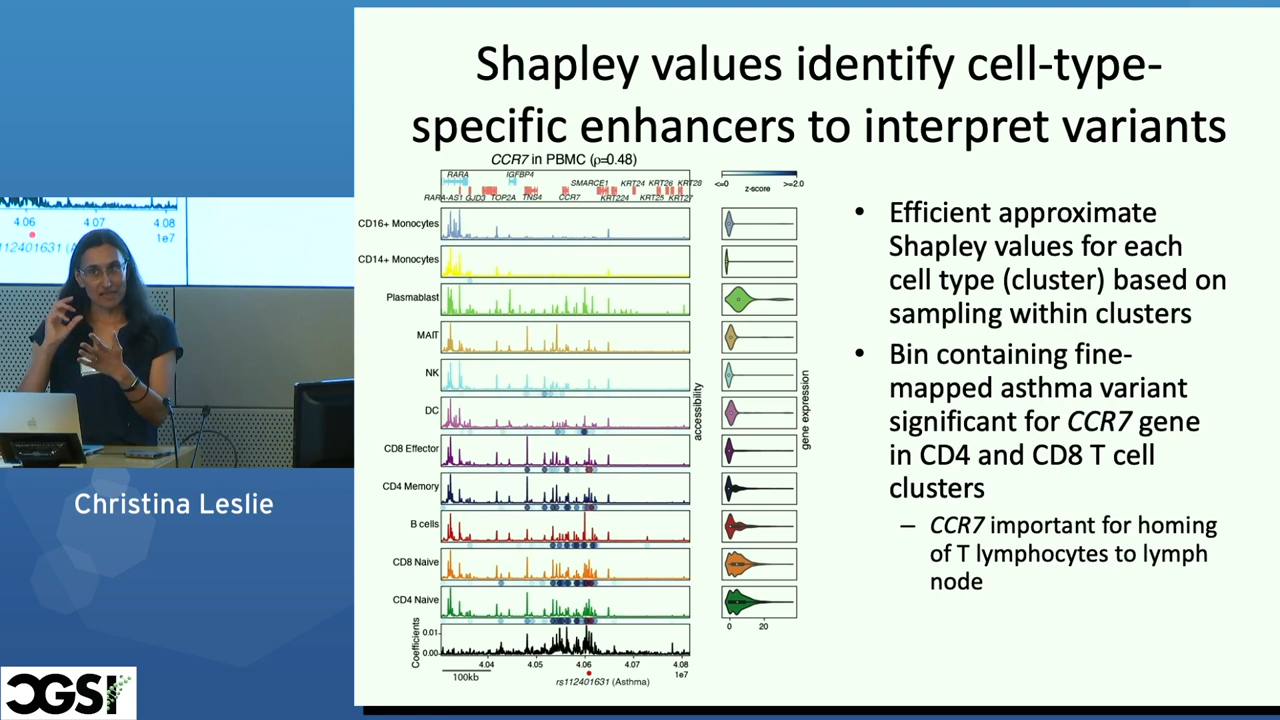 Shapley values identify cell-type-
specific enhancers to interpret variants
CCR7 in PBMC (ρ=0.48)
RARA
IGFBP4
SMARCE1
KRT24
KRT26
KRT28
RARA-AS1
GJD3
TOP2A
TNS4
CCR7
KRT224
KRT25
KRT27
<=0
>=2.0
z-score
CD16+ Monocytes
CD14+ Monocytes
Plasmablast
MAIT
NK
DC
CD8 Effector
CD4 Memory
B cells
CD8 Naive
CD4 Naive
accessibility
gene expression
0
20
Coefficients
0.01
0.00
4.04
4.05
4.06
4.07
4.08
1e7
100kb
rs112401631 (Asthma)
• Efficient approximate
Shapley values for each
cell type (cluster) based on
sampling within clusters
• Bin containing fine-
mapped asthma variant
significant for CCR7 gene
in CD4 and CD8 T cell
clusters
– CCR7 important for homing
of T lymphocytes to lymph
node
4.06
4.07
4.08
1e7
112401631 (A
Christina Leslie
CGSI